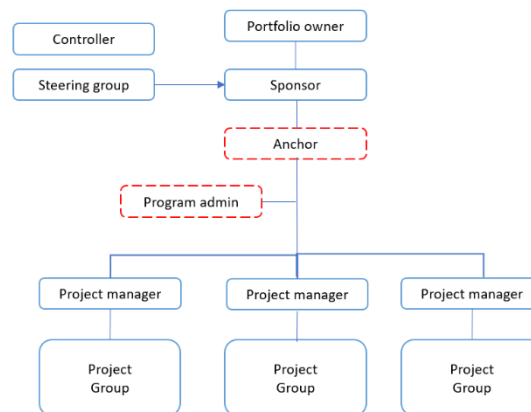 Controller
Portfolio owner
Steering group
Sponsor
Anchor
Program admin
Project manager
Project manager
Project manager
Project
Group
Project
Group
Project
Group